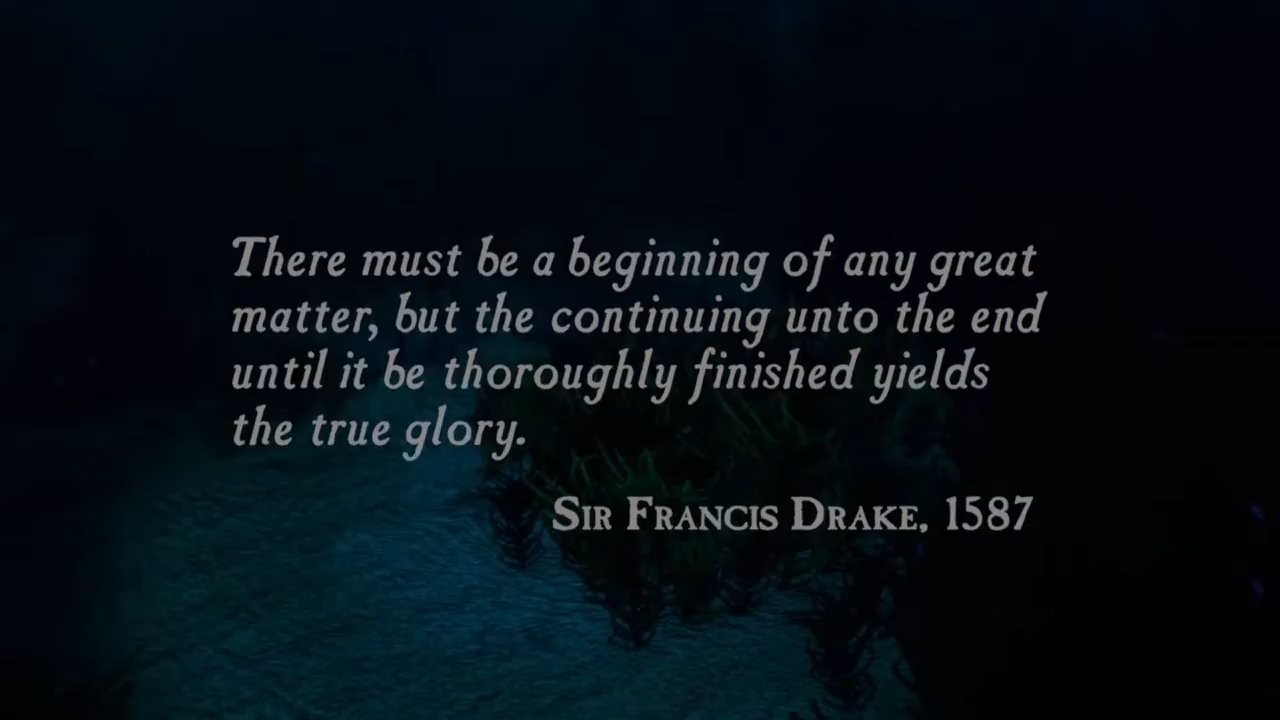 There must be a beginning of any great
matter, but the continuing unto the end
until it be thoroughly finished yields
the true glory.
Sir Francis Drake, 1587